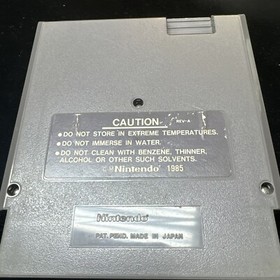 CAUTION REV-A
• DO NOT STORE IN EXTREME TEMPERATURES.
• DO NOT IMMERSE IN WATER.
• DO NOT CLEAN WITH BENZENE, THINNER,
ALCOHOL OR OTHER SUCH SOLVENTS.
© Nintendo 1985
Nintendo
PAT. PEND. MADE IN JAPAN